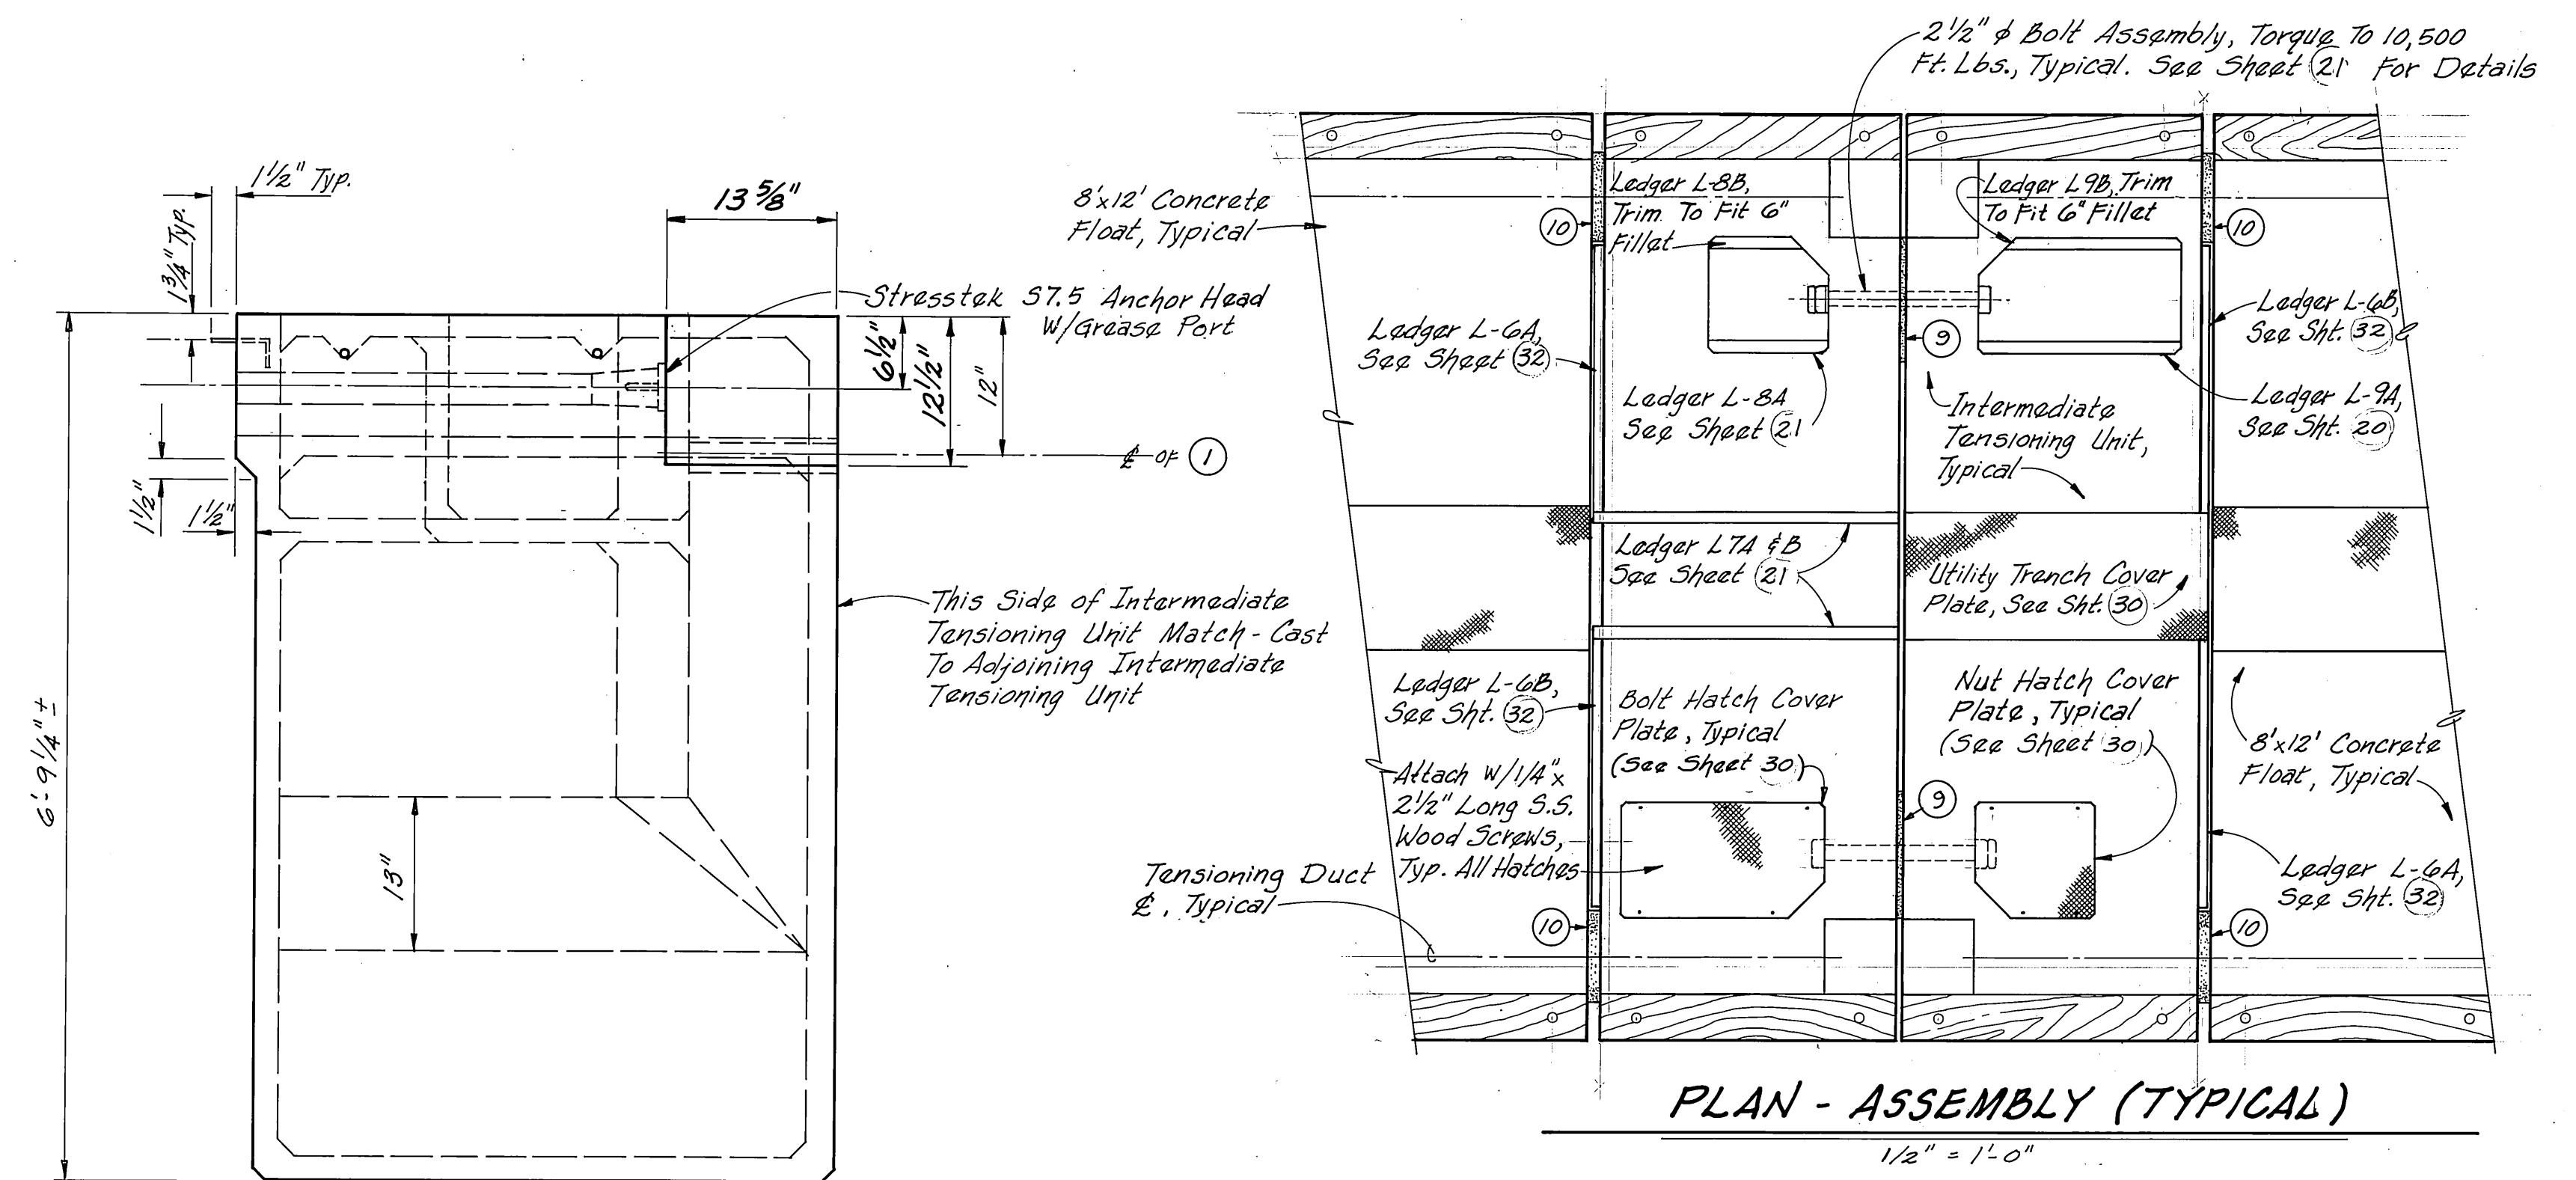 1½" Typ.
1¾" Typ.
13⅝"
Stresstek S7.5 Anchor Head
W/Grease Port
6½"
12½"
12"
℄ of 1
1½"
1½"
6'-9¼"±
13"
This Side of Intermediate
Tensioning Unit Match-Cast
To Adjoining Intermediate
Tensioning Unit
2½" ϕ Bolt Assembly, Torque To 10,500
Ft. Lbs., Typical. See Sheet 21 For Details
8'x12' Concrete
Float, Typical
10
Ledger L-8B,
Trim To Fit 6"
Fillet
Ledger L9B, Trim
To Fit 6" Fillet
10
Ledger L-6A,
See Sheet 32
Ledger L-8A
See Sheet 21
9
Intermediate
Tensioning Unit,
Typical
Ledger L-6B,
See Sht. 32
Ledger L-9A,
See Sht. 20
Ledger L7A & B
See Sheet 21
Utility Trench Cover
Plate, See Sht. 30
Ledger L-6B,
See Sht. 32
Bolt Hatch Cover
Plate, Typical
(See Sheet 30)
Nut Hatch Cover
Plate, Typical
(See Sheet 30)
8'x12' Concrete
Float, Typical
Attach W/1/4"x
2½" Long S.S.
Wood Screws,
Typ. All Hatches
9
Tensioning Duct
℄, Typical
10
Ledger L-6A,
See Sht. 32
10
PLAN - ASSEMBLY (TYPICAL)
1/2" = 1'-0"